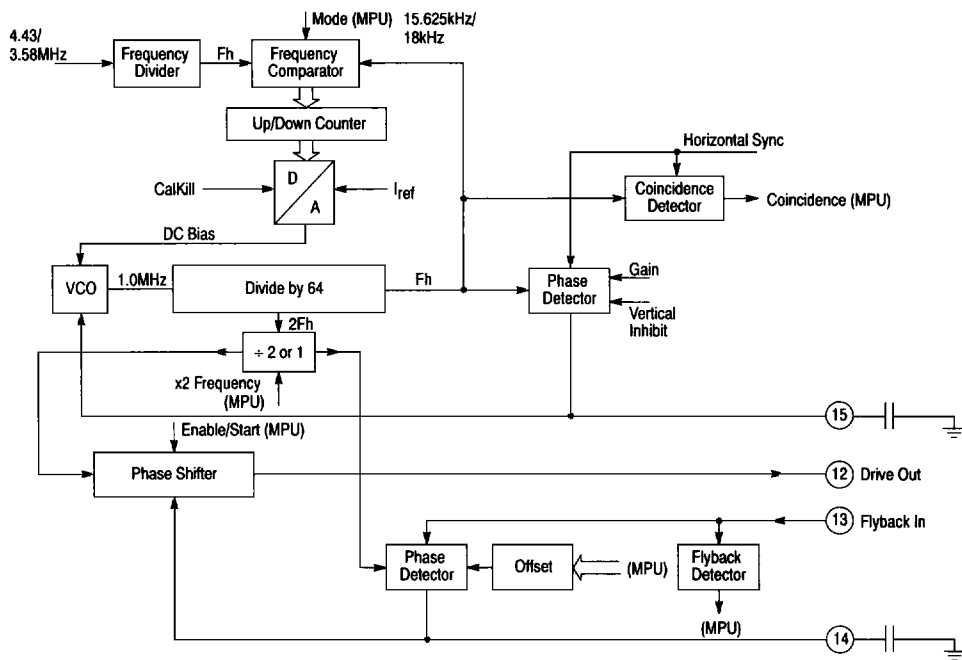 Mode (MPU)
15.625kHz/
18kHz
4.43/
3.58MHz
Frequency
Divider
Fh
Frequency
Comparator
Up/Down Counter
Horizontal Sync
D
A
CalKill
Iref
Coincidence
Detector
Coincidence (MPU)
DC Bias
VCO
1.0MHz
Divide by 64
Fh
Phase
Detector
Gain
Vertical
Inhibit
2Fh
÷ 2 or 1
x2 Frequency
(MPU)
15
Enable/Start (MPU)
Phase Shifter
12
Drive Out
13
Flyback In
Phase
Detector
Offset
(MPU)
Flyback
Detector
(MPU)
14